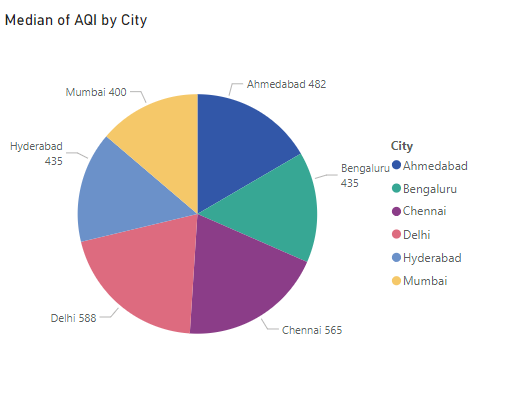 Median of AQI by City
Mumbai 400
Ahmedabad 482
Hyderabad
435
Bengaluru
435
Delhi 588
Chennai 565
City
Ahmedabad
Bengaluru
Chennai
Delhi
Hyderabad
Mumbai